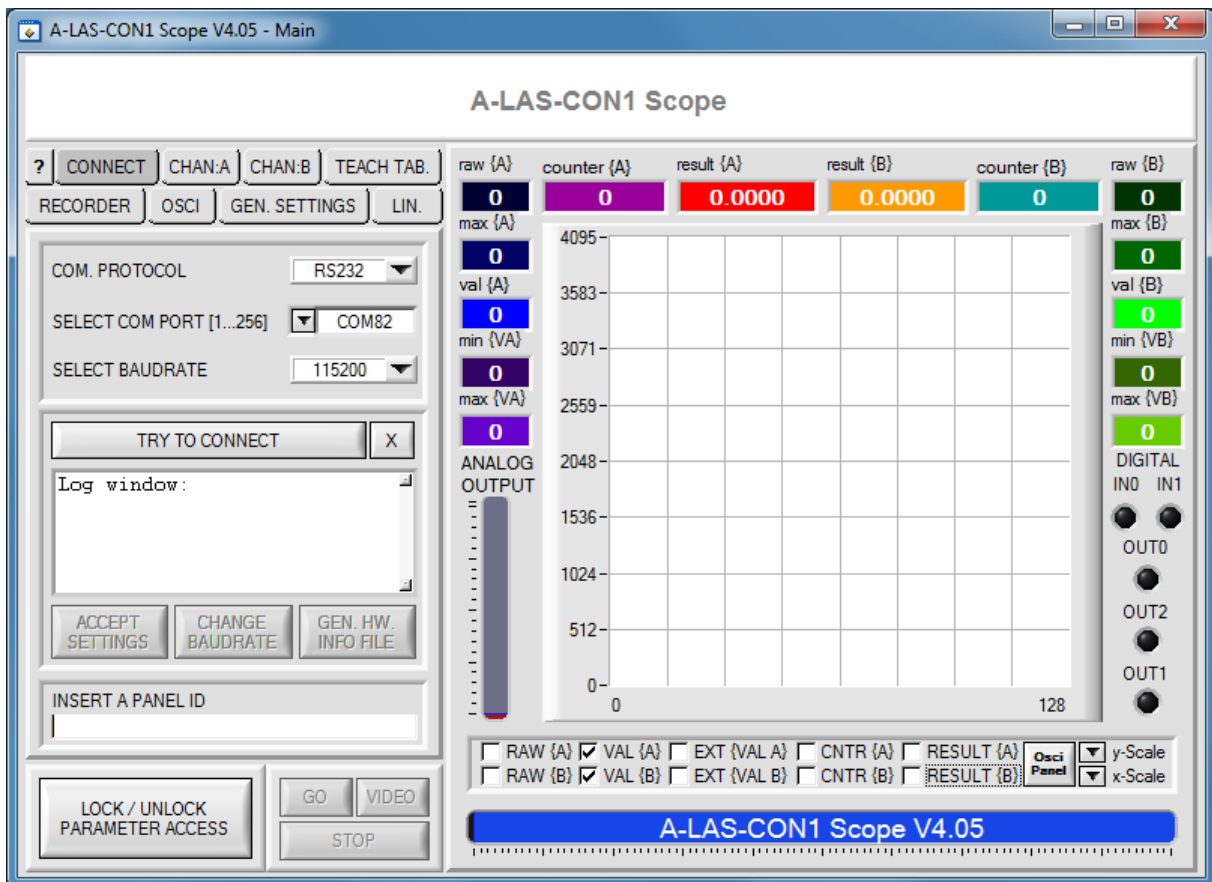 A-LAS-CON1 Scope V4.05 - Main
A-LAS-CON1 Scope
? CONNECT CHAN:A CHAN:B TEACH TAB.
RECORDER OSCI GEN. SETTINGS LIN.
COM. PROTOCOL RS232
SELECT COM PORT [1...256] COM82
SELECT BAUDRATE 115200
TRY TO CONNECT X
Log window:
ACCEPT SETTINGS
CHANGE BAUDRATE
GEN. HW. INFO FILE
INSERT A PANEL ID
LOCK / UNLOCK
PARAMETER ACCESS
GO VIDEO
STOP
raw {A} counter {A} result {A} result {B} counter {B} raw {B}
0 0 0.0000 0.0000 0 0
max {A}
0
val {A}
0
min {VA}
0
max {VA}
0
ANALOG
OUTPUT
4095
3583
3071
2559
2048
1536
1024
512
0
0 128
max {B}
0
val {B}
0
min {VB}
0
max {VB}
0
DIGITAL
IN0 IN1
OUT0
OUT2
OUT1
RAW {A} VAL {A} EXT {VAL A} CNTR {A} RESULT {A}
RAW {B} VAL {B} EXT {VAL B} CNTR {B} RESULT {B}
Osci
Panel
y-Scale
x-Scale
A-LAS-CON1 Scope V4.05